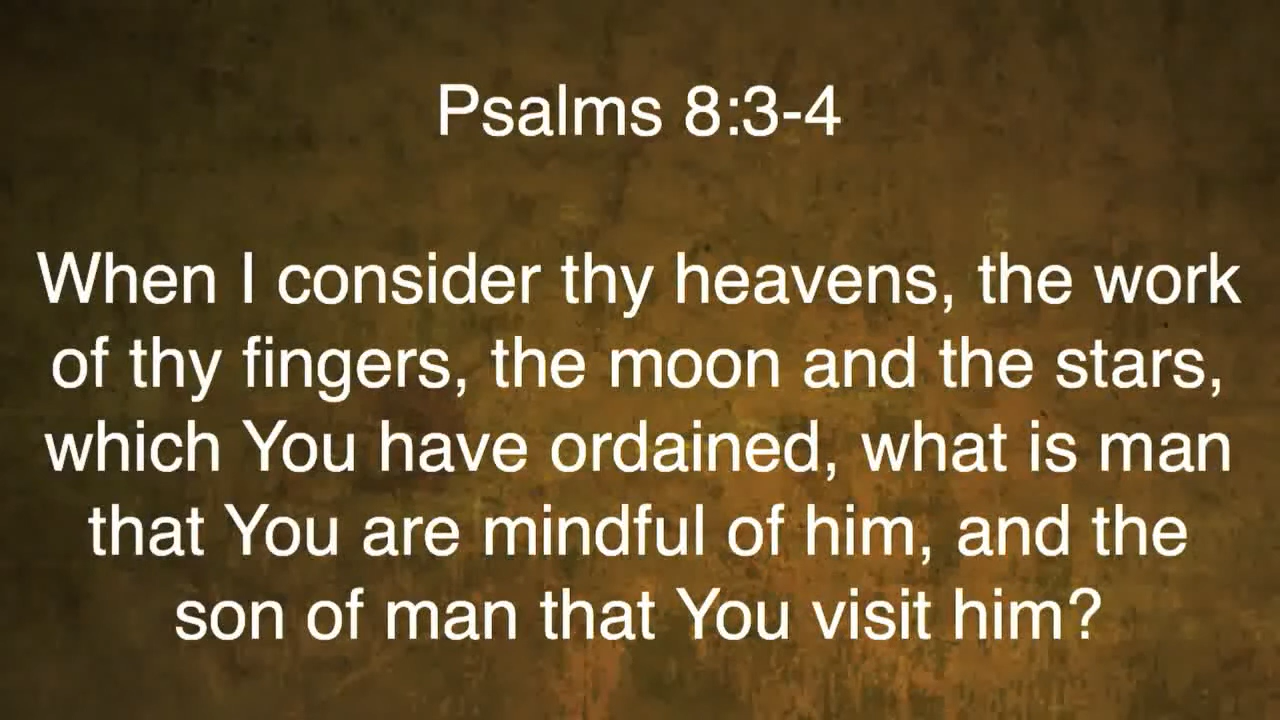 Psalms 8:3-4
When I consider thy heavens, the work
of thy fingers, the moon and the stars,
which You have ordained, what is man
that You are mindful of him, and the
son of man that You visit him?